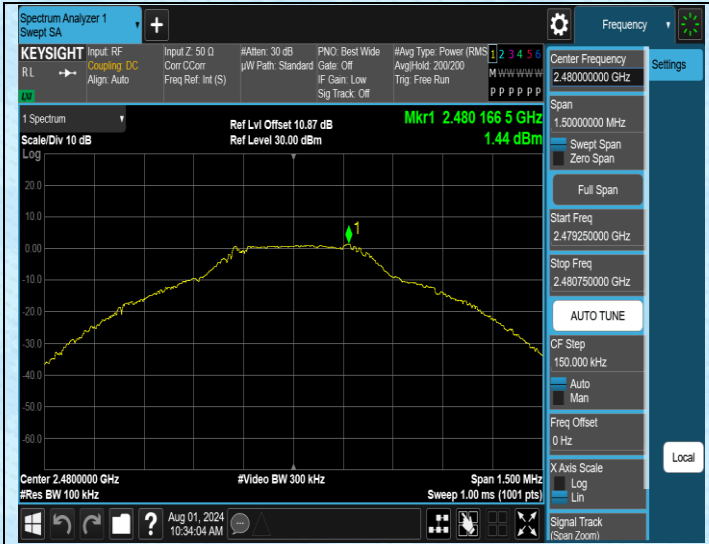 Spectrum Analyzer 1
Swept SA
+
Frequency
KEYSIGHT
RL
LXI
Input: RF
Coupling: DC
Align: Auto
Input Z: 50 Ω
Corr CCorr
Freq Ref: Int (S)
#Atten: 30 dB
µW Path: Standard
PNO: Best Wide
Gate: Off
IF Gain: Low
Sig Track: Off
#Avg Type: Power (RMS
Avg|Hold: 200/200
Trig: Free Run
1 2 3 4 5 6
M W W W W W
P P P P P P
1 Spectrum
Scale/Div 10 dB
Log
Ref Lvl Offset 10.87 dB
Ref Level 30.00 dBm
Mkr1 2.480 166 5 GHz
1.44 dBm
20.0
10.0
0.00
-10.0
-20.0
-30.0
-40.0
-50.0
-60.0
1
Center 2.4800000 GHz
#Res BW 100 kHz
#Video BW 300 kHz
Span 1.500 MHz
Sweep 1.00 ms (1001 pts)
?
Aug 01, 2024
10:34:04 AM
Center Frequency
2.480000000 GHz
Settings
Span
1.50000000 MHz
Swept Span
Zero Span
Full Span
Start Freq
2.479250000 GHz
Stop Freq
2.480750000 GHz
AUTO TUNE
CF Step
150.000 kHz
Auto
Man
Freq Offset
0 Hz
X Axis Scale
Log
Lin
Local
Signal Track
(Span Zoom)